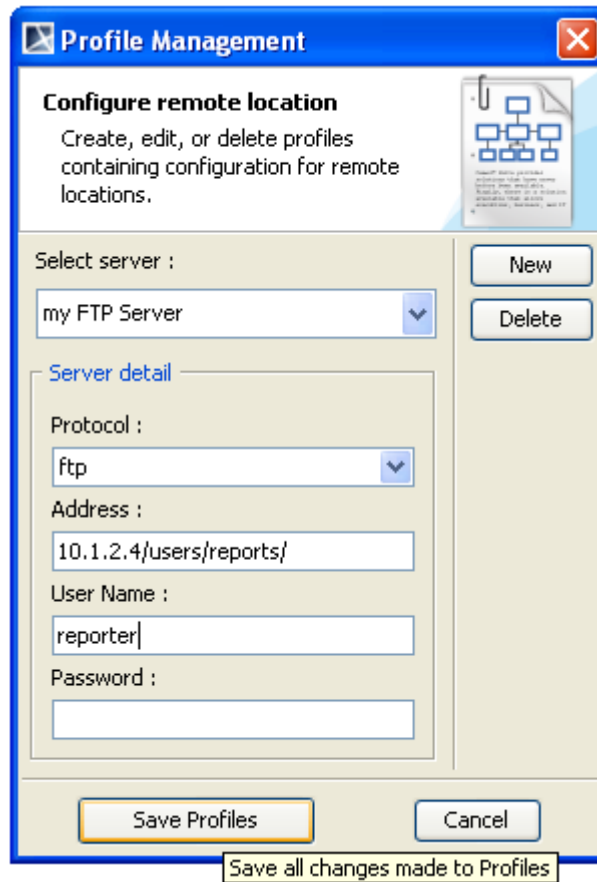 Profile Management
Configure remote location
Create, edit, or delete profiles
containing configuration for remote
locations.
Select server :
New
my FTP Server
Delete
Server detail
Protocol :
ftp
Address :
10.1.2.4/users/reports/
User Name :
reporter
Password :
Save Profiles
Cancel
Save all changes made to Profiles